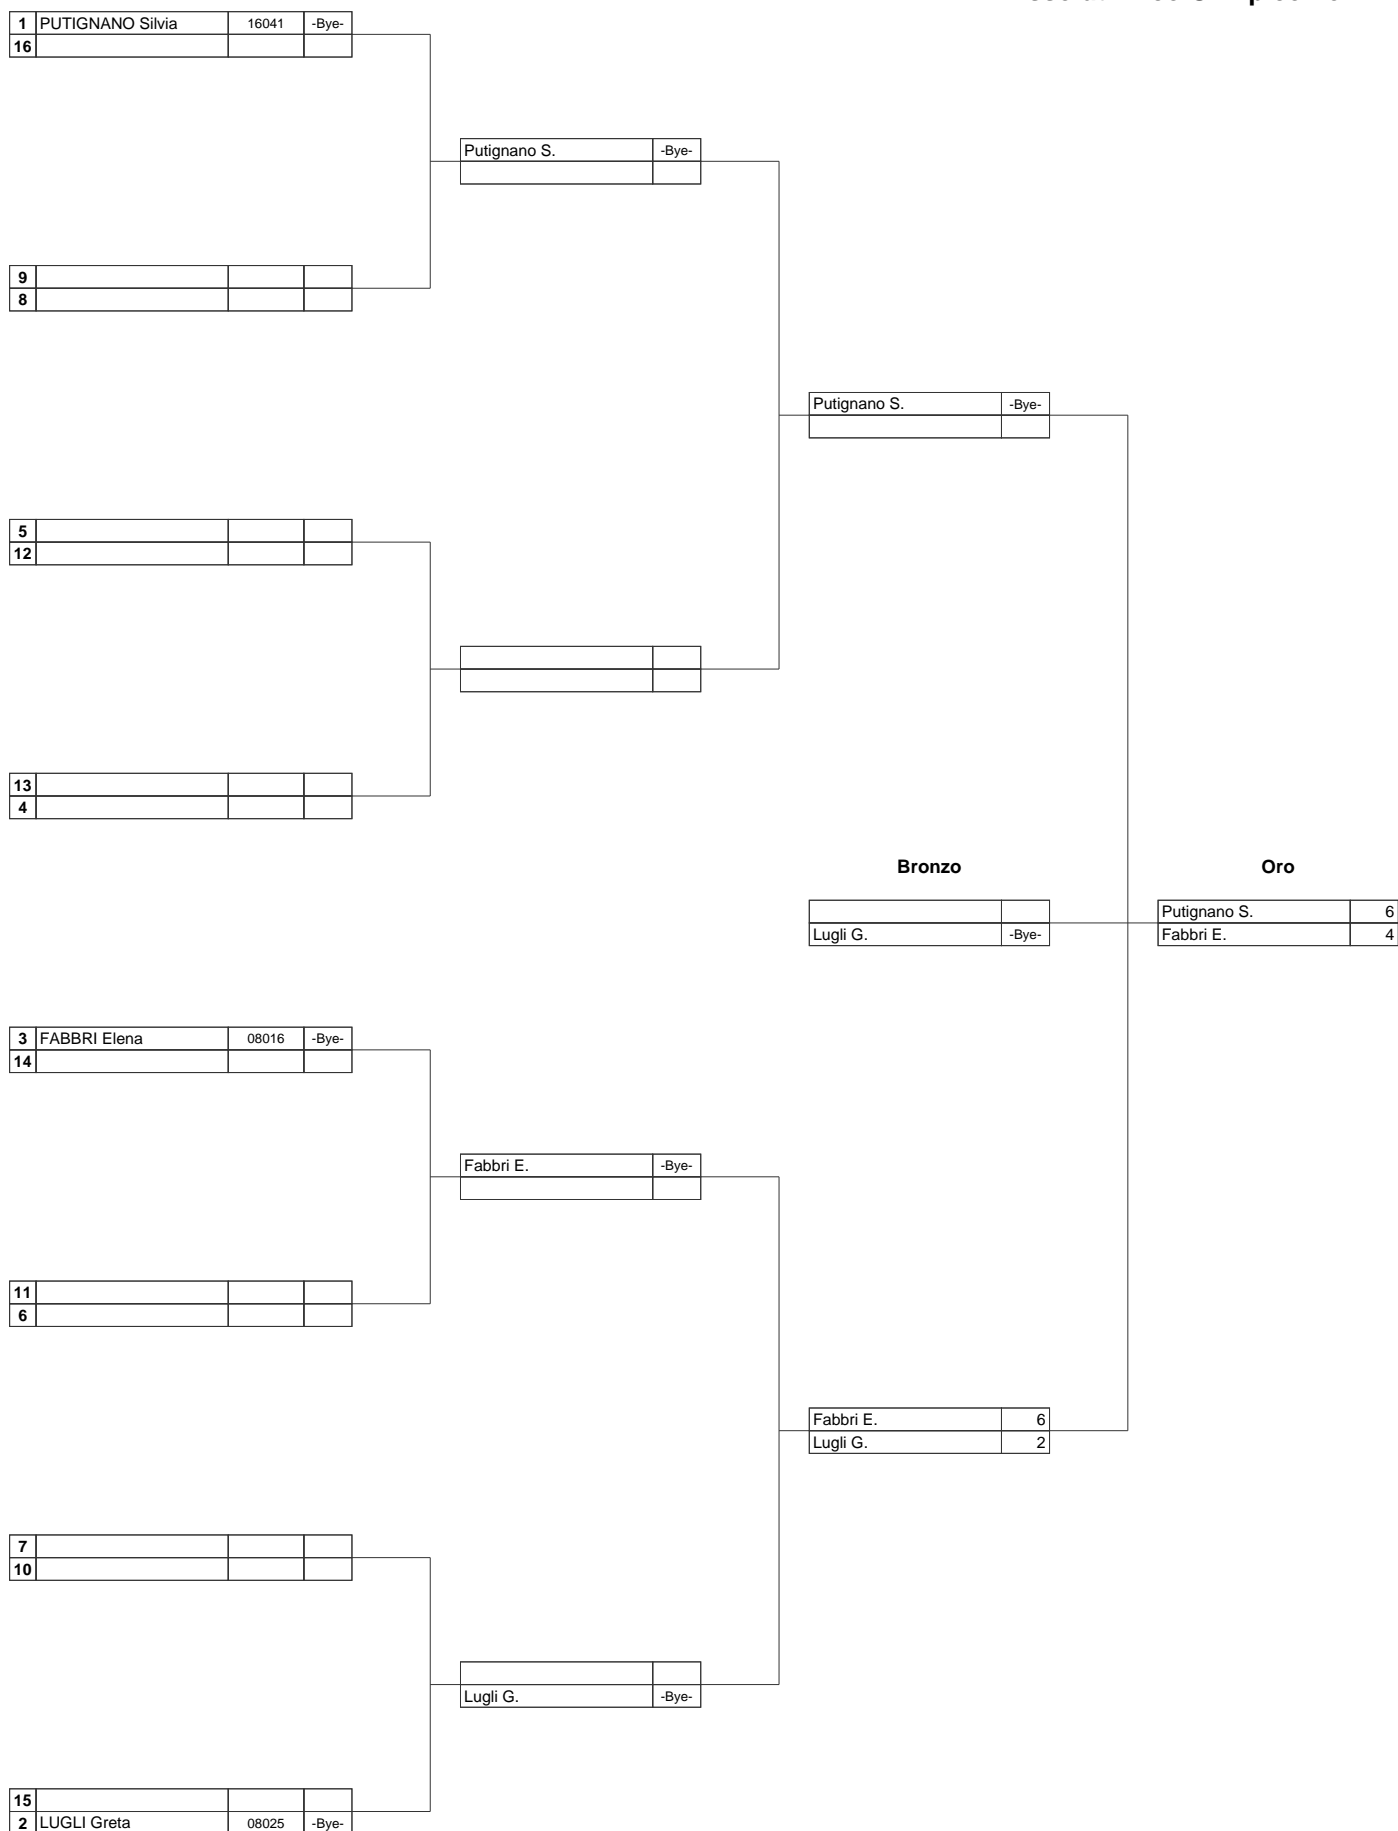 1 PUTIGNANO Silvia 16041 -Bye-
16
Putignano S. -Bye-
9
8
Putignano S. -Bye-
5
12
13
4
Bronzo Oro
Putignano S. 6
Lugli G. -Bye- Fabbri E. 4
3 FABBRI Elena 08016 -Bye-
14
Fabbri E. -Bye-
11
6
Fabbri E. 6
Lugli G. 2
7
10
Lugli G. -Bye-
15
2 LUGLI Greta 08025 -Bye-